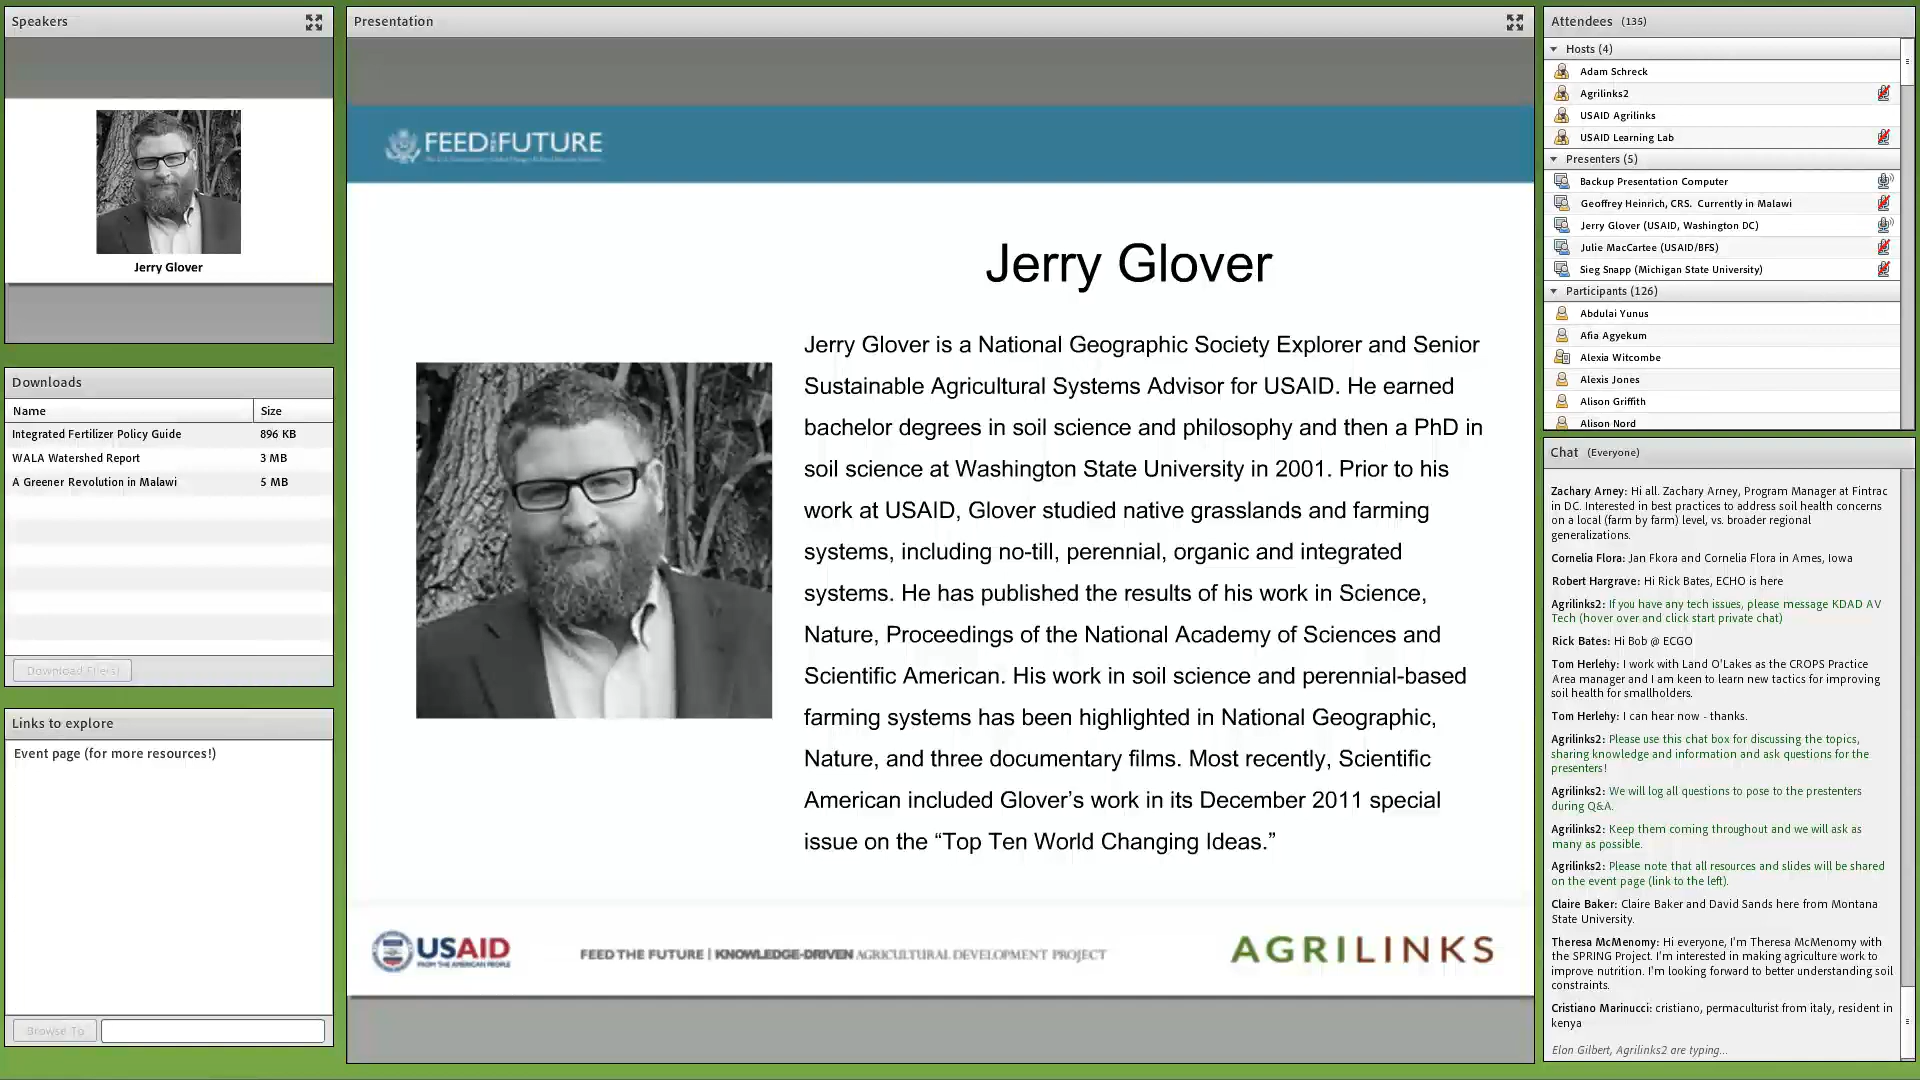 Speakers
Jerry Glover
Downloads
Name Size
Integrated Fertilizer Policy Guide 896 KB
WALA Watershed Report 3 MB
A Greener Revolution in Malawi 5 MB
Download File(s)
Links to explore
Event page (for more resources!)
Browse To
Presentation
FEED THE FUTURE
Jerry Glover
Jerry Glover is a National Geographic Society Explorer and Senior
Sustainable Agricultural Systems Advisor for USAID. He earned
bachelor degrees in soil science and philosophy and then a PhD in
soil science at Washington State University in 2001. Prior to his
work at USAID, Glover studied native grasslands and farming
systems, including no-till, perennial, organic and integrated
systems. He has published the results of his work in Science,
Nature, Proceedings of the National Academy of Sciences and
Scientific American. His work in soil science and perennial-based
farming systems has been highlighted in National Geographic,
Nature, and three documentary films. Most recently, Scientific
American included Glover’s work in its December 2011 special
issue on the “Top Ten World Changing Ideas.”
USAID
FROM THE AMERICAN PEOPLE
FEED THE FUTURE | KNOWLEDGE-DRIVEN AGRICULTURAL DEVELOPMENT PROJECT
AGRILINKS
Attendees (135)
Hosts (4)
Adam Schreck
Agrilinks2
USAID Agrilinks
USAID Learning Lab
Presenters (5)
Backup Presentation Computer
Geoffrey Heinrich, CRS. Currently in Malawi
Jerry Glover (USAID, Washington DC)
Julie MacCartee (USAID/BFS)
Sieg Snapp (Michigan State University)
Participants (126)
Abdulai Yunus
Afia Agyekum
Alexia Witcombe
Alexis Jones
Alison Griffith
Alison Nord
Chat (Everyone)
Zachary Arney: Hi all. Zachary Arney, Program Manager at Fintrac
in DC. Interested in best practices to address soil health concerns
on a local (farm by farm) level, vs. broader regional
generalizations.
Cornelia Flora: Jan Fkora and Cornelia Flora in Ames, Iowa
Robert Hargrave: Hi Rick Bates, ECHO is here
Agrilinks2: If you have any tech issues, please message KDAD AV
Tech (hover over and click start private chat)
Rick Bates: Hi Bob @ ECGO
Tom Herlehy: I work with Land O'Lakes as the CROPS Practice
Area manager and I am keen to learn new tactics for improving
soil health for smallholders.
Tom Herlehy: I can hear now - thanks.
Agrilinks2: Please use this chat box for discussing the topics,
sharing knowledge and information and ask questions for the
presenters!
Agrilinks2: We will log all questions to pose to the prestenters
during Q&A.
Agrilinks2: Keep them coming throughout and we will ask as
many as possible.
Agrilinks2: Please note that all resources and slides will be shared
on the event page (link to the left).
Claire Baker: Claire Baker and David Sands here from Montana
State University.
Theresa McMenomy: Hi everyone, I'm Theresa McMenomy with
the SPRING Project. I'm interested in making agriculture work to
improve nutrition. I'm looking forward to better understanding soil
constraints.
Cristiano Marinucci: cristiano, permaculturist from italy, resident in
kenya
Elon Gilbert, Agrilinks2 are typing...